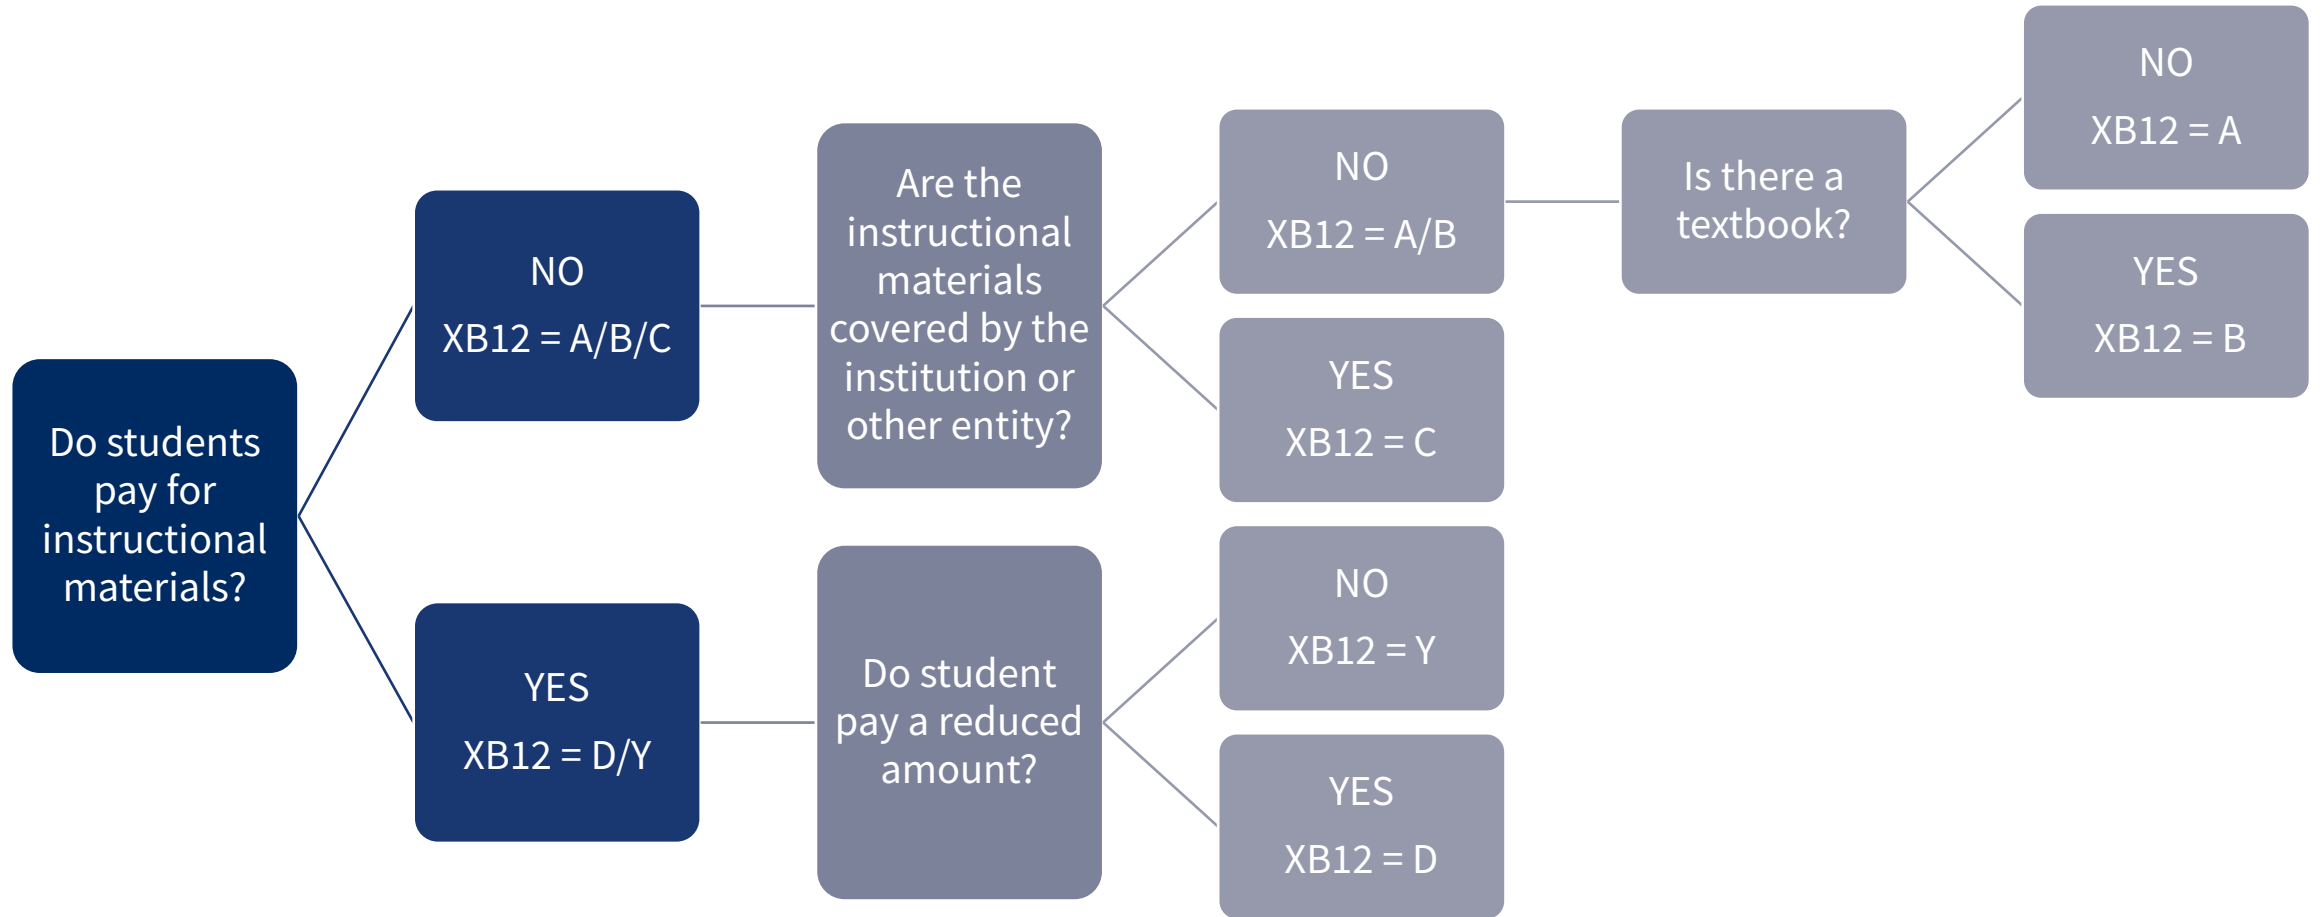 Do students
pay for
instructional
materials?
NO
XB12 = A/B/C
Are the
instructional
materials
covered by the
institution or
other entity?
NO
XB12 = A/B
Is there a
textbook?
NO
XB12 = A
YES
XB12 = B
YES
XB12 = C
YES
XB12 = D/Y
Do student
pay a reduced
amount?
NO
XB12 = Y
YES
XB12 = D